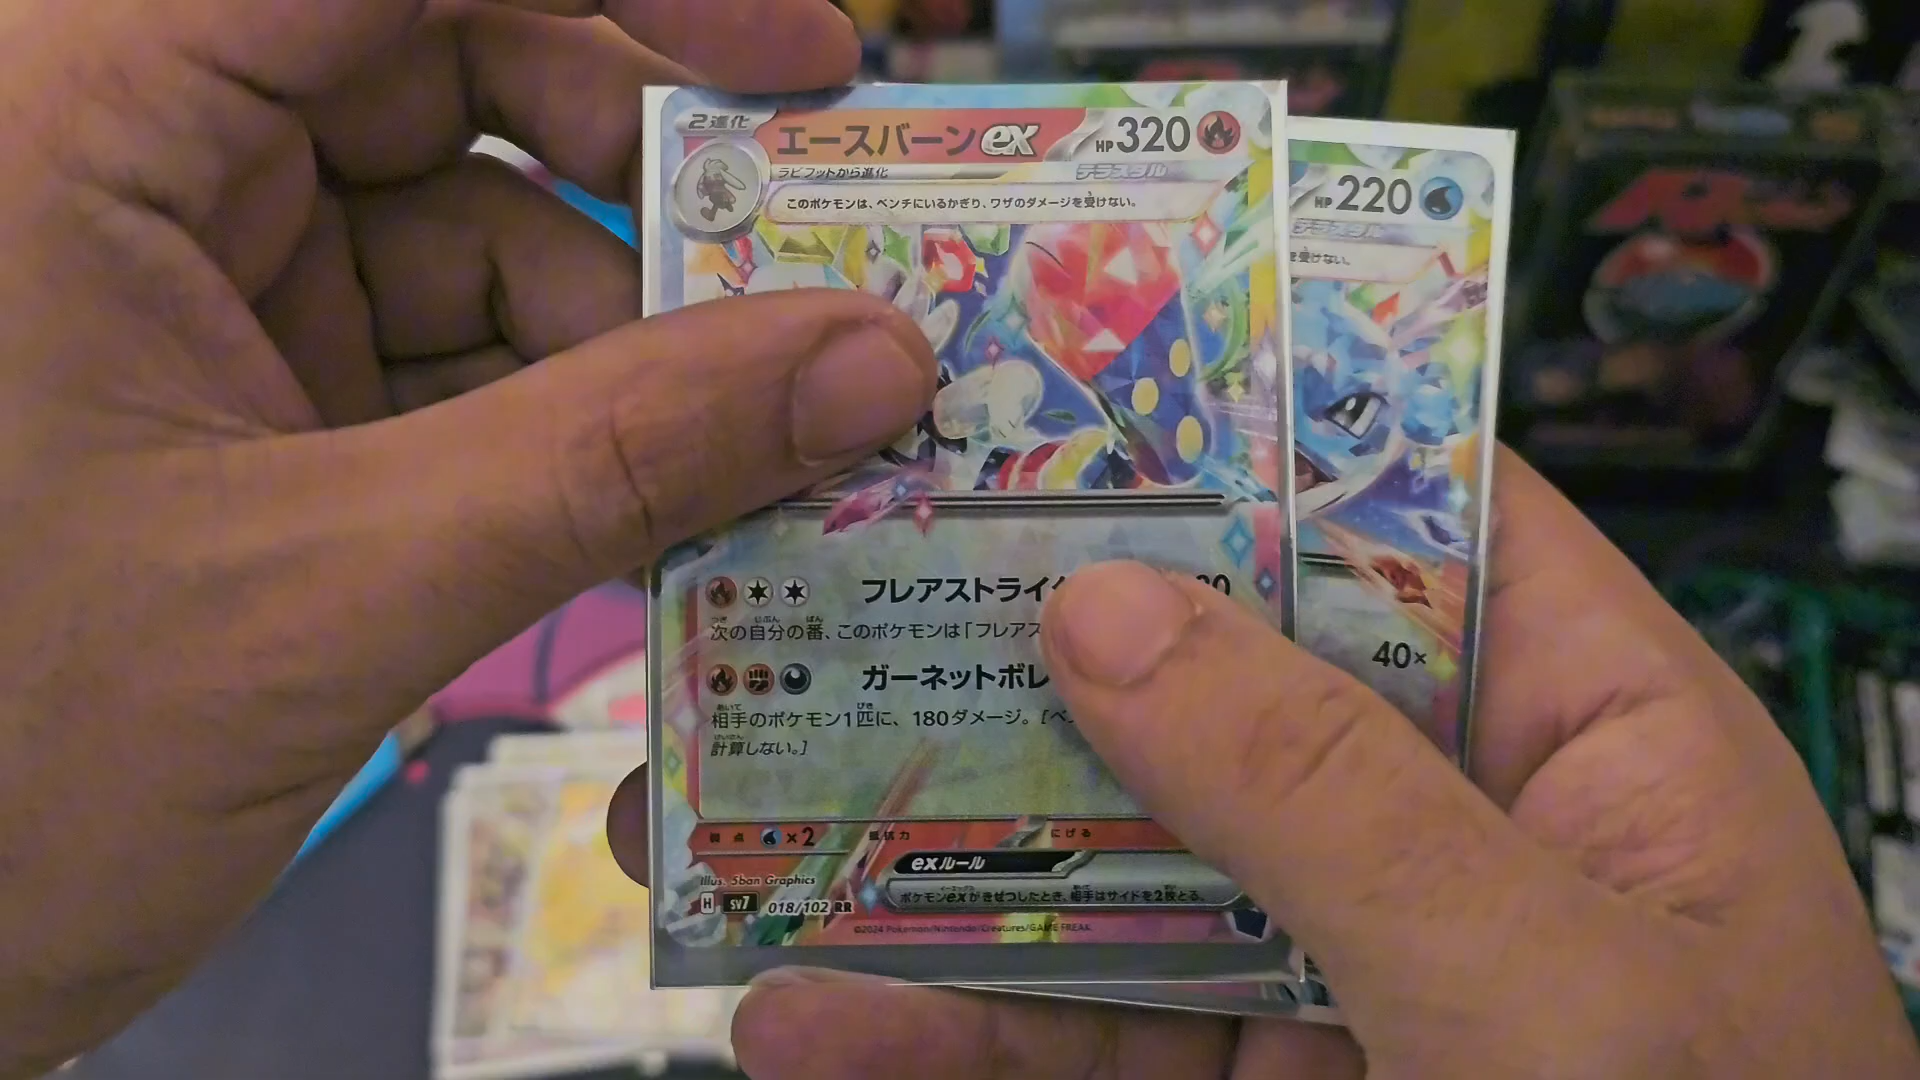 2進化
エースバーンex
HP320
ラビフットから進化
テラスタル
このポケモンは、ベンチにいるかぎり、ワザのダメージを受けない。
フレアストライ
次の自分の番、このポケモンは「フレアス
ガーネットボレ
相手のポケモン1匹に、180ダメージ。[ベ
計算しない。]
弱点 ×2 抵抗力 にげる
exルール
ポケモンexがきぜつしたとき、相手はサイドを2枚とる。
Illus. 5ban Graphics
H sv7 018/102 RR
©2024 Pokémon/Nintendo/Creatures/GAME FREAK.
HP220
テラスタル
を受けない。
40×